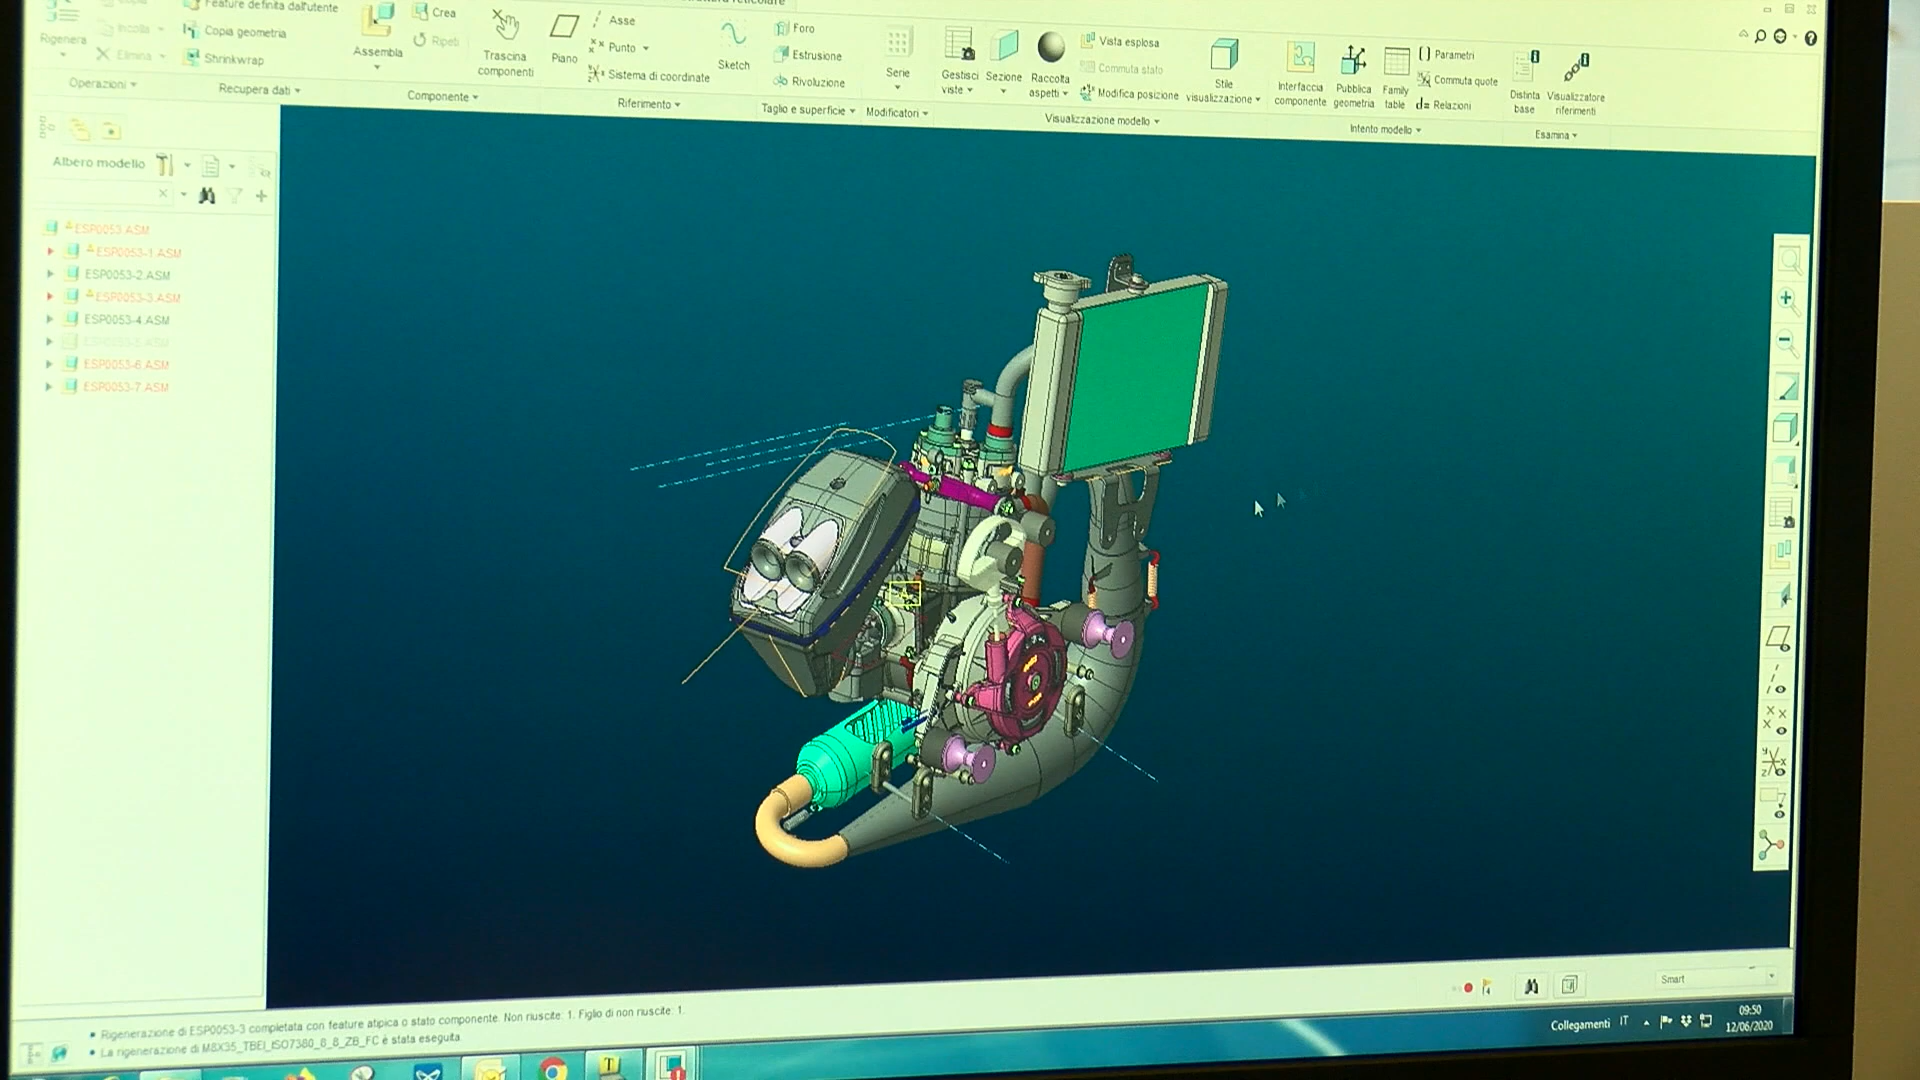 Feature definita dall'utente
Crea
Rigenera
Incolla
Copia geometria
Ripeti
Elimina
Shrinkwrap
Assembla
Trascina componenti
Piano
Asse
Punto
Sistema di coordinate
Sketch
Foro
Estrusione
Rivoluzione
Serie
Gestisci viste
Sezione
Raccolta aspetti
Vista esplosa
Commuta stato
Modifica posizione
Stile visualizzazione
Interfaccia componente
Pubblica geometria
Family table
Parametri
Commuta quote
d= Relazioni
Distinta base
Visualizzatore riferimenti
Operazioni
Recupera dati
Componente
Riferimento
Taglio e superficie
Modificatori
Visualizzazione modello
Intento modello
Esamina
Albero modello
ESP0053.ASM
ESP0053-1.ASM
ESP0053-2.ASM
ESP0053-3.ASM
ESP0053-4.ASM
ESP0053-5.ASM
ESP0053-6.ASM
ESP0053-7.ASM
Smart
Rigenerazione di ESP0053-3 completata con feature atipica o stato componente. Non riuscite: 1. Figlio di non riuscite: 1.
La rigenerazione di M8X35_TBEI_ISO7380_8_8_ZB_FC è stata eseguita.
Collegamenti
IT
09:50
12/06/2020